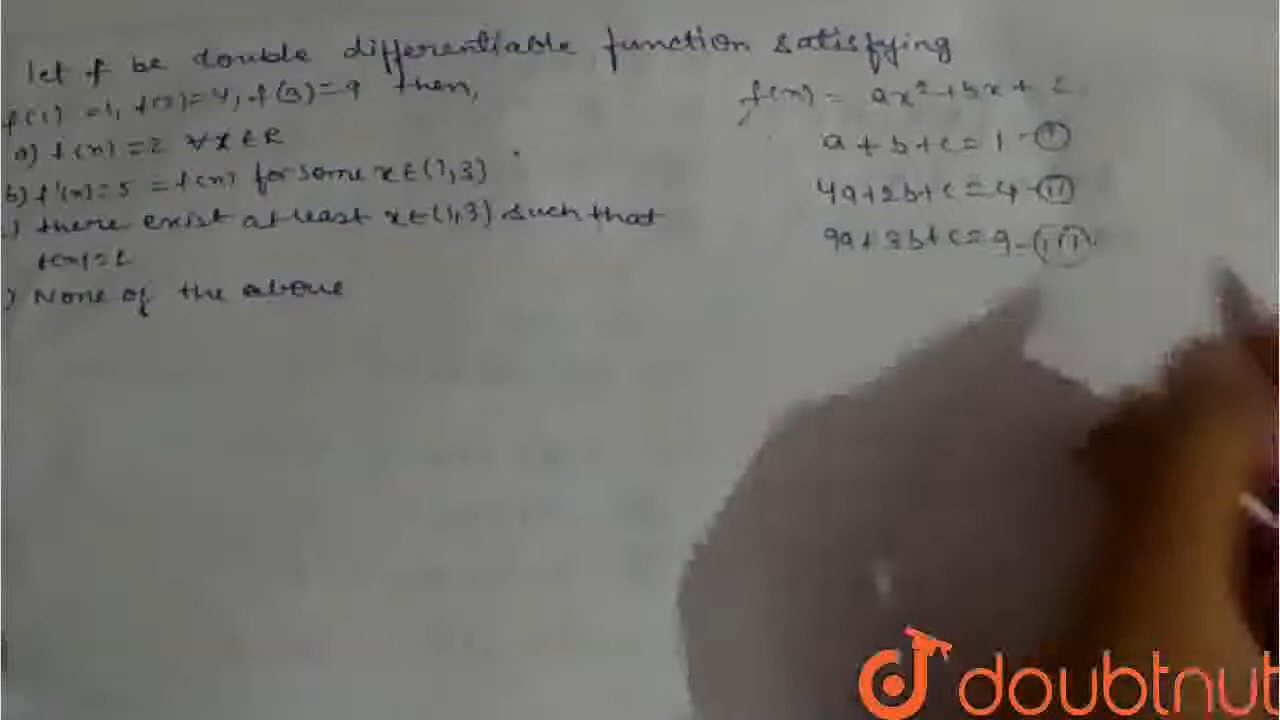 let f be double differentiable function satisfying
f(1) =1, f(2)=4, f(3)=9 then,
a) f(x) =2 ∀x∈R
b) f'(x)=5 =f(x) for some x∈(1,3)
) there exist atleast x∈(1,3) such that
f(x)=2
) None of the above
f(x) = ax²+bx+c
a+b+c=1 -(I)
4a+2b+c=4 -(II)
9a+3b+c=9 -(III)
doubtnut